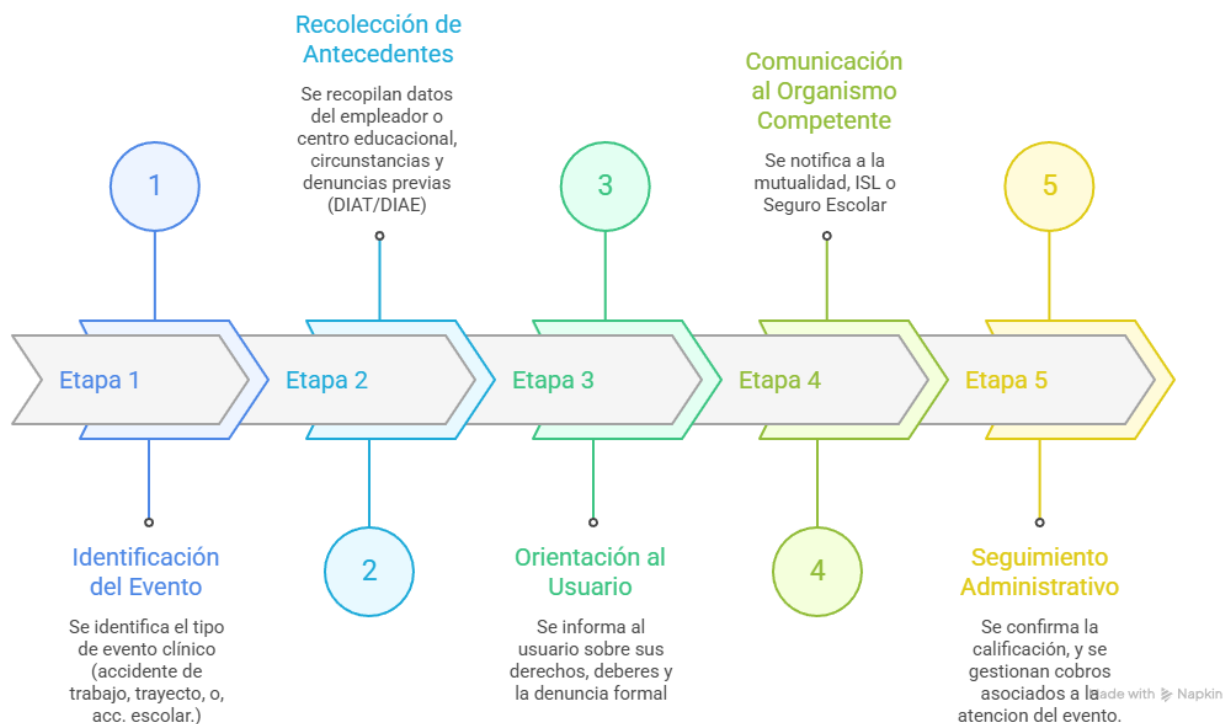 Recolección de
Antecedentes
Se recopilan datos
del empleador o
centro educacional,
circunstancias y
denuncias previas
(DIAT/DIAE)
Comunicación
al Organismo
Competente
Se notifica a la
mutualidad, ISL o
Seguro Escolar
1
3
5
Etapa 1
Etapa 2
Etapa 3
Etapa 4
Etapa 5
Identificación
del Evento
Se identifica el tipo
de evento clínico
(accidente de
trabajo, trayecto, o,
acc. escolar.)
2
Orientación al
Usuario
Se informa al
usuario sobre sus
derechos, deberes y
la denuncia formal
4
Seguimiento
Administrativo
Se confirma la
calificación, y se
gestionan cobros
asociados a la
atencion del evento.
Made with Napkin